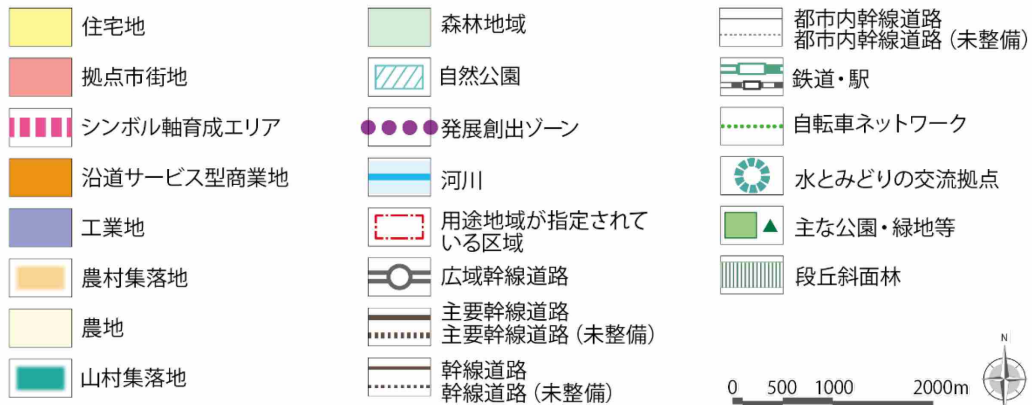 住宅地
拠点市街地
シンボル軸育成エリア
沿道サービス型商業地
工業地
農村集落地
農地
山村集落地
森林地域
自然公園
発展創出ゾーン
河川
用途地域が指定されて
いる区域
広域幹線道路
主要幹線道路
主要幹線道路（未整備）
幹線道路
幹線道路（未整備）
都市内幹線道路
都市内幹線道路（未整備）
鉄道・駅
自転車ネットワーク
水とみどりの交流拠点
主な公園・緑地等
段丘斜面林
N
0 500 1000 2000m